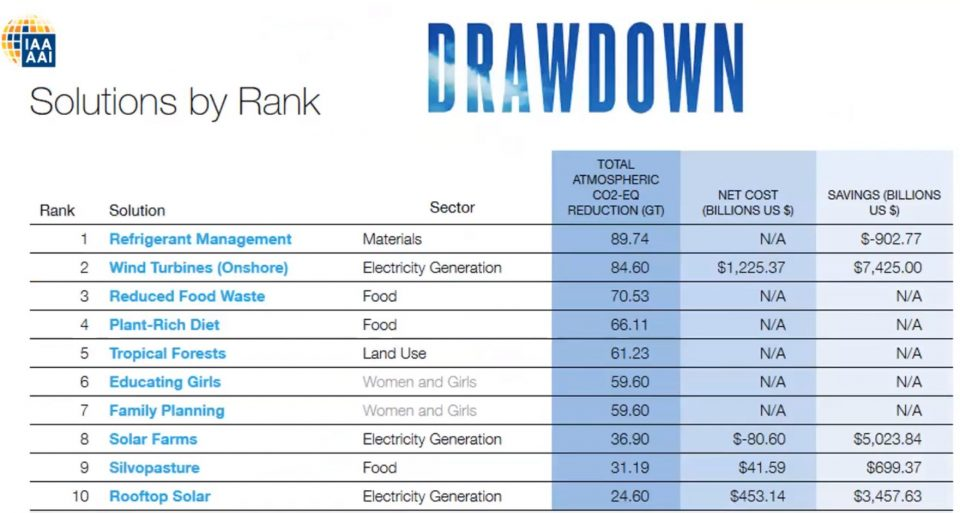 IAA
AAI
DRAWDOWN
Solutions by Rank
Rank Solution Sector TOTAL ATMOSPHERIC CO2-EQ REDUCTION (GT) NET COST (BILLIONS US $) SAVINGS (BILLIONS US $)
1 Refrigerant Management Materials 89.74 N/A $-902.77
2 Wind Turbines (Onshore) Electricity Generation 84.60 $1,225.37 $7,425.00
3 Reduced Food Waste Food 70.53 N/A N/A
4 Plant-Rich Diet Food 66.11 N/A N/A
5 Tropical Forests Land Use 61.23 N/A N/A
6 Educating Girls Women and Girls 59.60 N/A N/A
7 Family Planning Women and Girls 59.60 N/A N/A
8 Solar Farms Electricity Generation 36.90 $-80.60 $5,023.84
9 Silvopasture Food 31.19 $41.59 $699.37
10 Rooftop Solar Electricity Generation 24.60 $453.14 $3,457.63